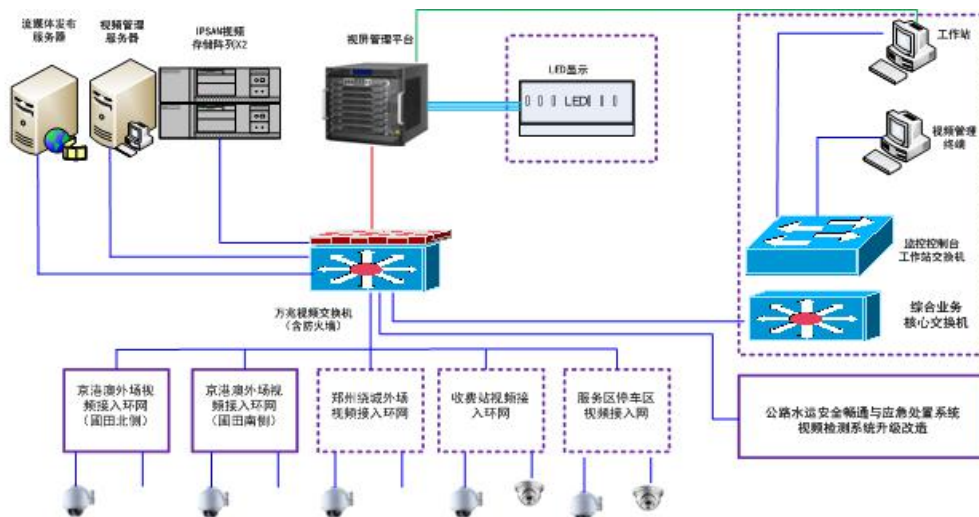 流媒体发布
服务器
视频管理
服务器
IPSAN视频
存储阵列X2
视屏管理平台
LED显示
LED
工作站
视频管理
终端
监控控制台
工作站交换机
综合业务
核心交换机
万兆视频交换机
(含防火墙)
京港澳外场视
频接入环网
(圃田北侧)
京港澳外场视
频接入环网
(圃田南侧)
郑州绕城外场
视频接入环网
收费站视频接
入环网
服务区停车区
视频接入网
公路水运安全畅通与应急处置系统
视频检测系统升级改造